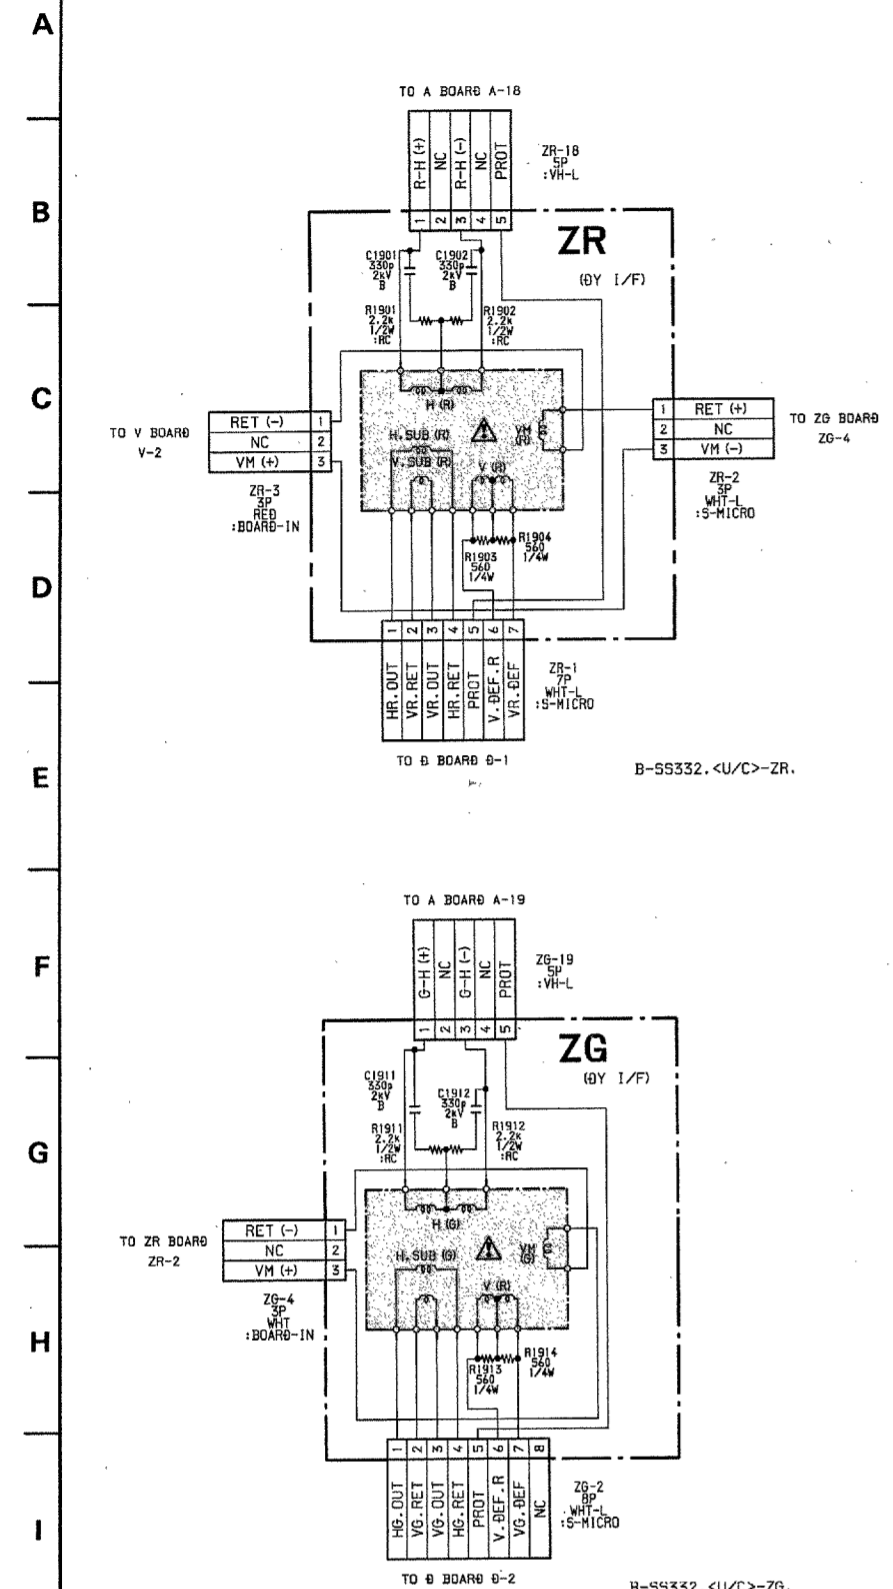 A
B
C
D
E
F
G
H
I
TO A BOARD A-18
R-H (+)
NC
R-H (-)
NC
PROT
1
2
3
4
5
ZR-18
5P
:VH-L
ZR
(DY I/F)
C1901
330p
2kV
B
C1902
330p
2kV
B
R1901
2.2k
1/2W
:RC
R1902
2.2k
1/2W
:RC
H (R)
H.SUB (R)
V.SUB (R)
V (R)
VM
(R)
TO V BOARD
V-2
RET (-) 1
NC 2
VM (+) 3
ZR-3
3P
RED
:BOARD-IN
1 RET (+)
2 NC
3 VM (-)
TO ZG BOARD
ZG-4
ZR-2
3P
WHT-L
:S-MICRO
R1903
560
1/4W
R1904
560
1/4W
1
2
3
4
5
6
7
HR.OUT
VR.RET
VR.OUT
HR.RET
PROT
V.DEF.R
VR.DEF
ZR-1
7P
WHT-L
:S-MICRO
TO D BOARD D-1
B-SS332.<U/C>-ZR.
TO A BOARD A-19
G-H (+)
NC
G-H (-)
NC
PROT
1
2
3
4
5
ZG-19
5P
:VH-L
ZG
(DY I/F)
C1911
330p
2kV
B
C1912
330p
2kV
B
R1911
2.2k
1/2W
:RC
R1912
2.2k
1/2W
:RC
H (G)
H.SUB (G)
V (R)
VM
(G)
TO ZR BOARD
ZR-2
RET (-) 1
NC 2
VM (+) 3
ZG-4
3P
WHT
:BOARD-IN
R1913
560
1/4W
R1914
560
1/4W
1
2
3
4
5
6
7
8
HG.OUT
VG.RET
VG.OUT
HG.RET
PROT
V.DEF.R
VG.DEF
NC
ZG-2
8P
WHT-L
:S-MICRO
TO D BOARD D-2
B-SS332.<U/C>-ZG.